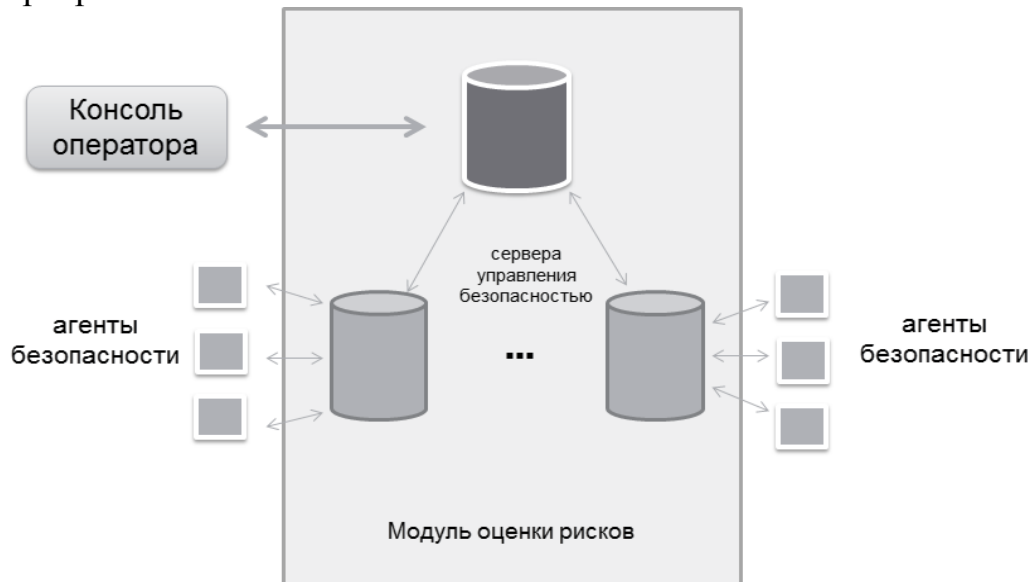 Консоль
оператора
сервера
управления
безопасностью
агенты
безопасности
...
агенты
безопасности
Модуль оценки рисков